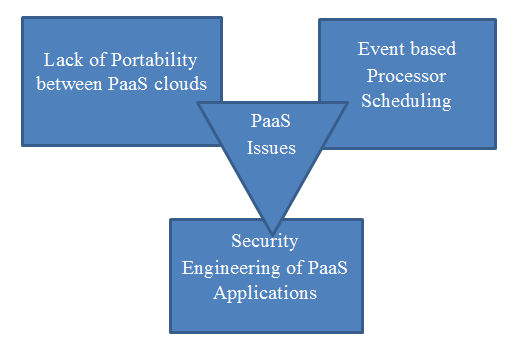 Lack of Portability
between PaaS clouds
Event based
Processor
Scheduling
PaaS
Issues
Security
Engineering of PaaS
Applications